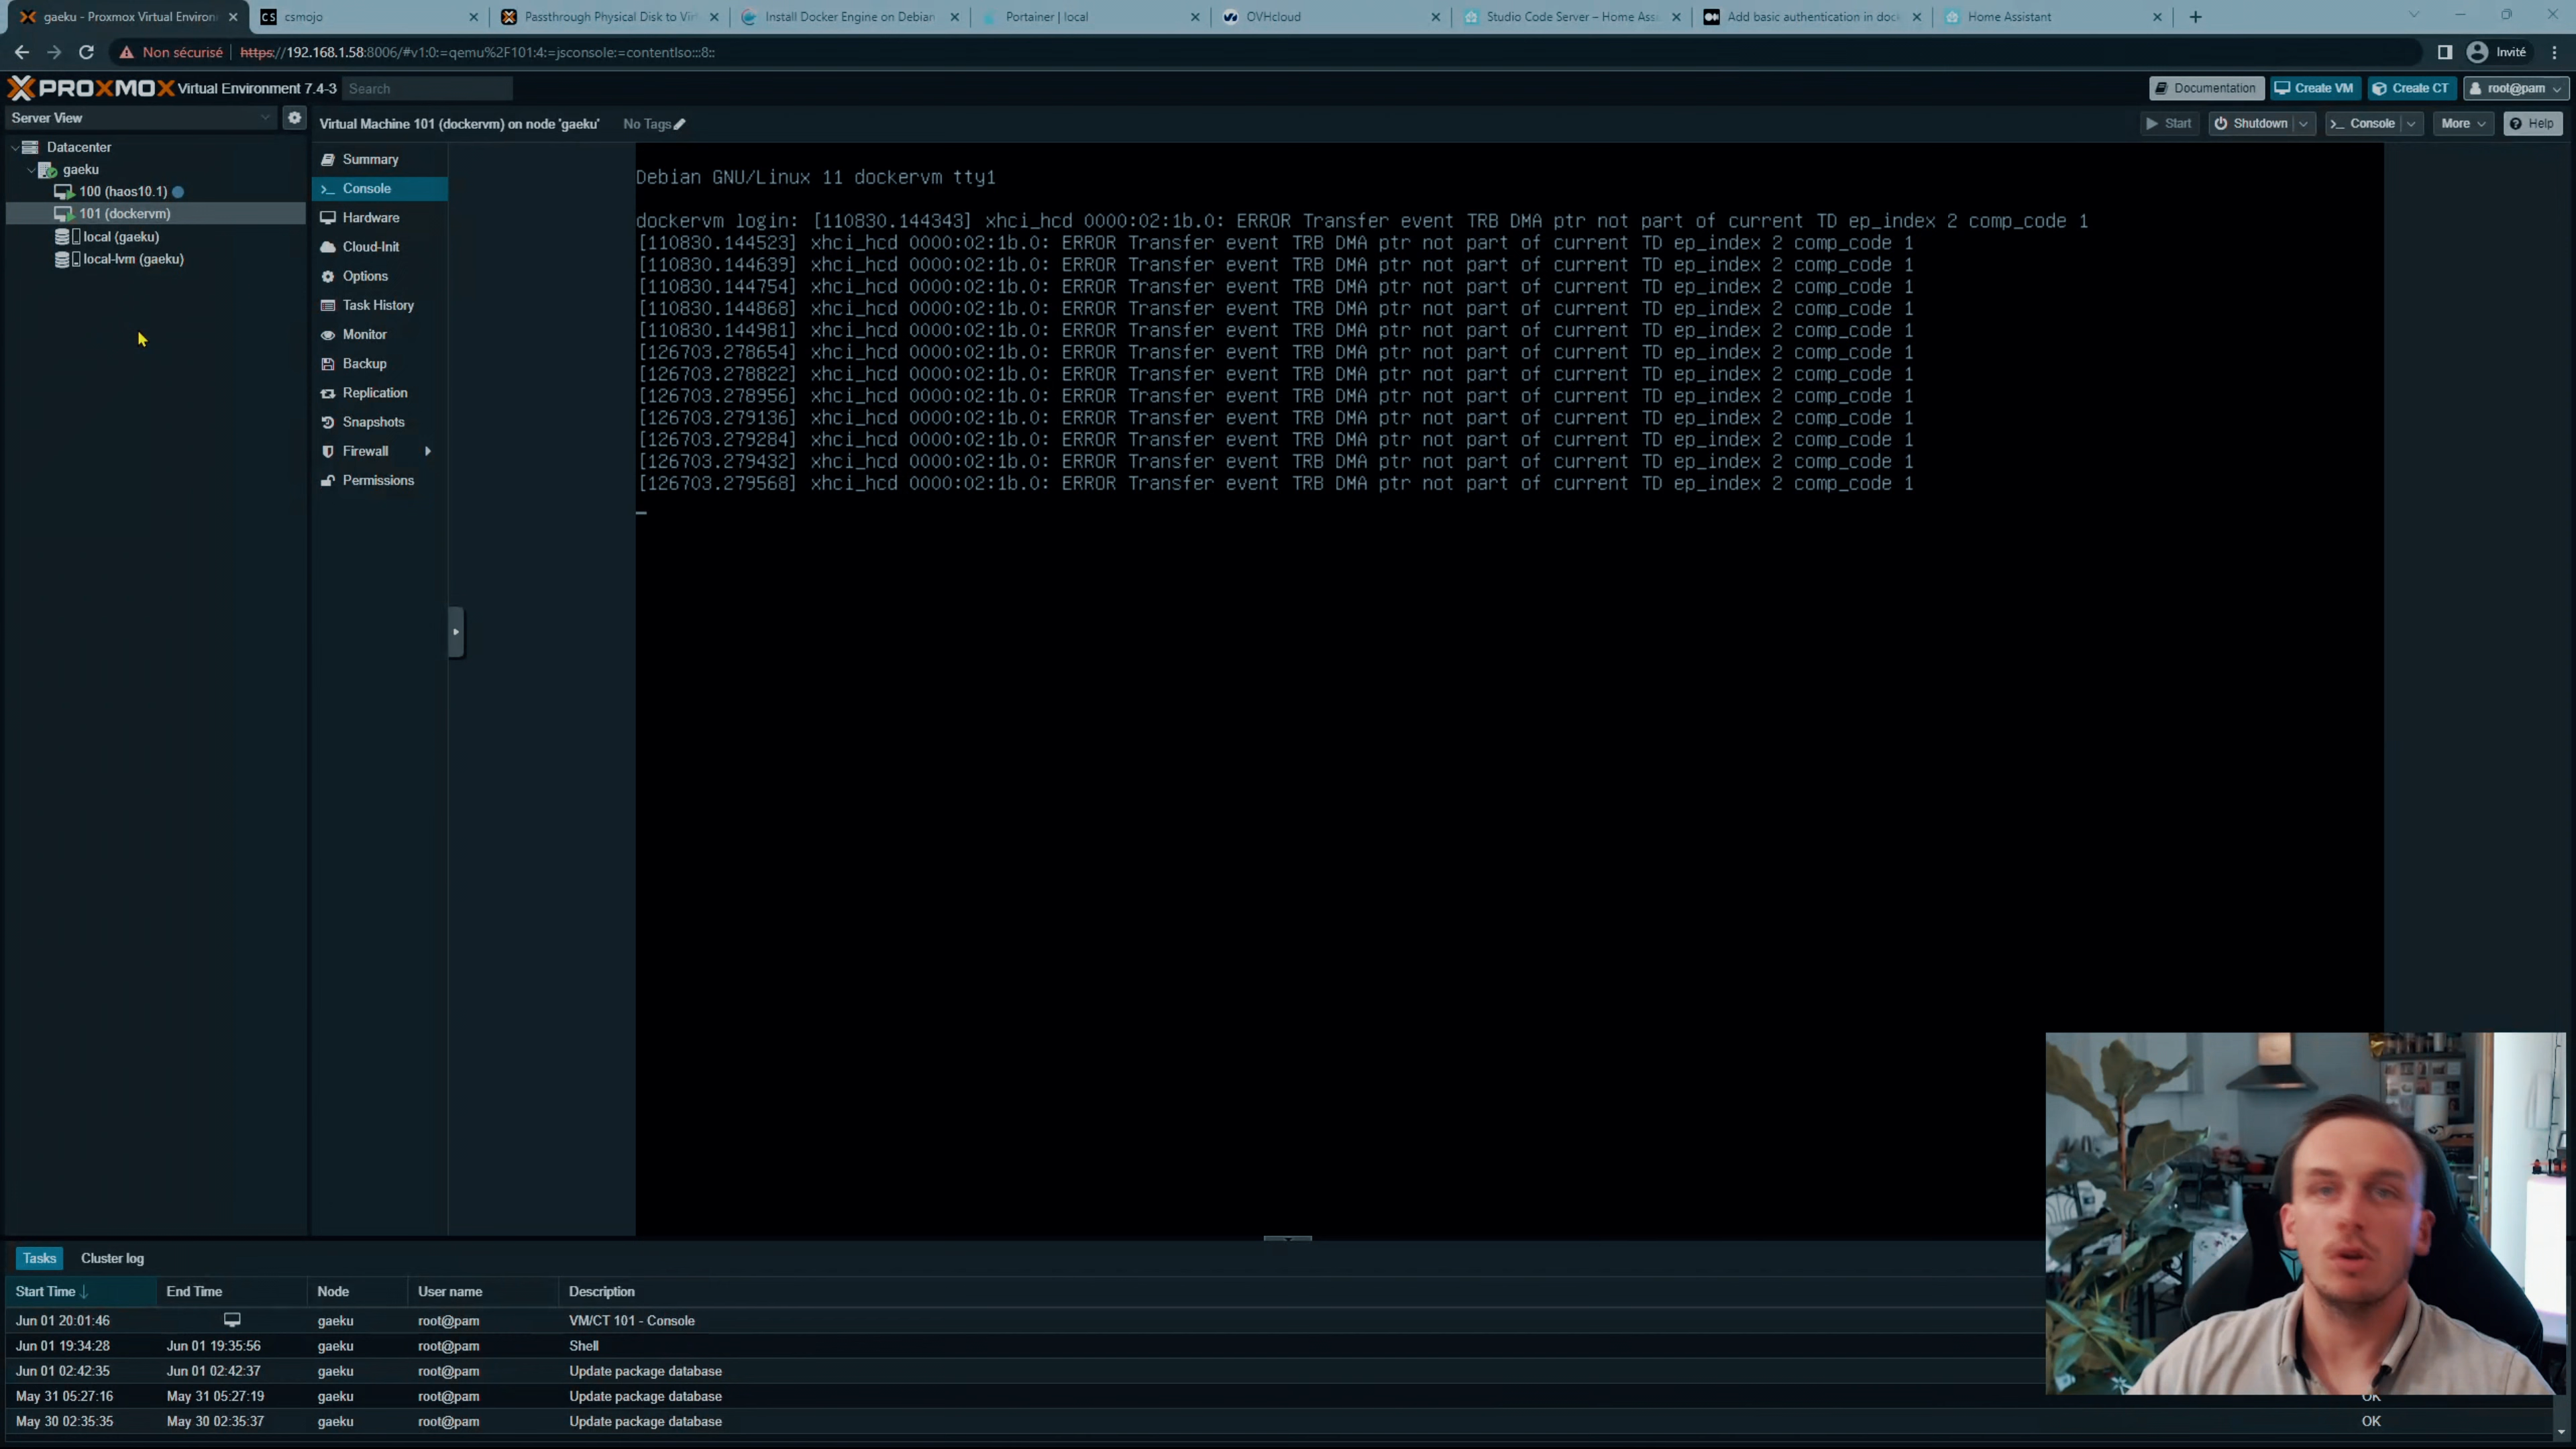 gaeku - Proxmox Virtual Environ
csmojo
Passthrough Physical Disk to Virt
Install Docker Engine on Debian
Portainer | local
OVHcloud
Studio Code Server – Home Assi
Add basic authentication in dock
Home Assistant
Non sécurisé https://192.168.1.58:8006/#v1:0:=qemu%2F101:4:=jsconsole:=contentIso:::8::
Invité
PROXMOX Virtual Environment 7.4-3 Search
Documentation Create VM Create CT root@pam
Server View
Virtual Machine 101 (dockervm) on node 'gaeku' No Tags
Start Shutdown Console More Help
Datacenter
gaeku
100 (haos10.1)
101 (dockervm)
local (gaeku)
local-lvm (gaeku)
Summary
Console
Hardware
Cloud-Init
Options
Task History
Monitor
Backup
Replication
Snapshots
Firewall
Permissions
Debian GNU/Linux 11 dockervm tty1
dockervm login: [110830.144343] xhci_hcd 0000:02:1b.0: ERROR Transfer event TRB DMA ptr not part of current TD ep_index 2 comp_code 1
[110830.144523] xhci_hcd 0000:02:1b.0: ERROR Transfer event TRB DMA ptr not part of current TD ep_index 2 comp_code 1
[110830.144639] xhci_hcd 0000:02:1b.0: ERROR Transfer event TRB DMA ptr not part of current TD ep_index 2 comp_code 1
[110830.144754] xhci_hcd 0000:02:1b.0: ERROR Transfer event TRB DMA ptr not part of current TD ep_index 2 comp_code 1
[110830.144868] xhci_hcd 0000:02:1b.0: ERROR Transfer event TRB DMA ptr not part of current TD ep_index 2 comp_code 1
[110830.144981] xhci_hcd 0000:02:1b.0: ERROR Transfer event TRB DMA ptr not part of current TD ep_index 2 comp_code 1
[126703.278654] xhci_hcd 0000:02:1b.0: ERROR Transfer event TRB DMA ptr not part of current TD ep_index 2 comp_code 1
[126703.278822] xhci_hcd 0000:02:1b.0: ERROR Transfer event TRB DMA ptr not part of current TD ep_index 2 comp_code 1
[126703.278956] xhci_hcd 0000:02:1b.0: ERROR Transfer event TRB DMA ptr not part of current TD ep_index 2 comp_code 1
[126703.279136] xhci_hcd 0000:02:1b.0: ERROR Transfer event TRB DMA ptr not part of current TD ep_index 2 comp_code 1
[126703.279284] xhci_hcd 0000:02:1b.0: ERROR Transfer event TRB DMA ptr not part of current TD ep_index 2 comp_code 1
[126703.279432] xhci_hcd 0000:02:1b.0: ERROR Transfer event TRB DMA ptr not part of current TD ep_index 2 comp_code 1
[126703.279568] xhci_hcd 0000:02:1b.0: ERROR Transfer event TRB DMA ptr not part of current TD ep_index 2 comp_code 1
Tasks Cluster log
Start Time End Time Node User name Description
Jun 01 20:01:46 gaeku root@pam VM/CT 101 - Console
Jun 01 19:34:28 Jun 01 19:35:56 gaeku root@pam Shell
Jun 01 02:42:35 Jun 01 02:42:37 gaeku root@pam Update package database
May 31 05:27:16 May 31 05:27:19 gaeku root@pam Update package database OK
May 30 02:35:35 May 30 02:35:37 gaeku root@pam Update package database OK